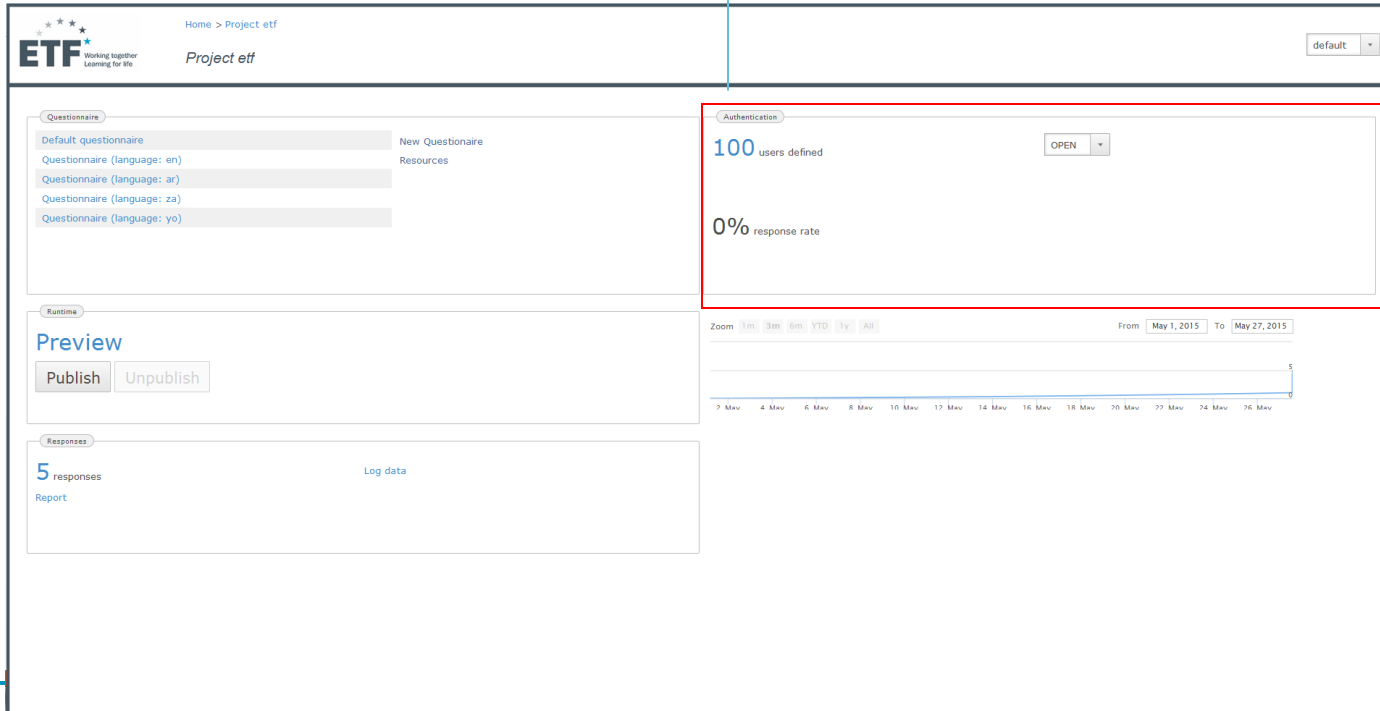 Home > Project etf
ETF Working together
Learning for life
Project etf
default
Questionnaire
Default questionnaire
Questionnaire (language: en)
Questionnaire (language: ar)
Questionnaire (language: za)
Questionnaire (language: yo)
New Questionaire
Resources
Authentication
100 users defined
OPEN
0% response rate
Runtime
Preview
Publish Unpublish
Zoom 1m 3m 6m YTD 1y All
From May 1, 2015 To May 27, 2015
5
0
2. May 4. May 6. May 8. May 10. May 12. May 14. May 16. May 18. May 20. May 22. May 24. May 26. May
Responses
5 responses
Log data
Report